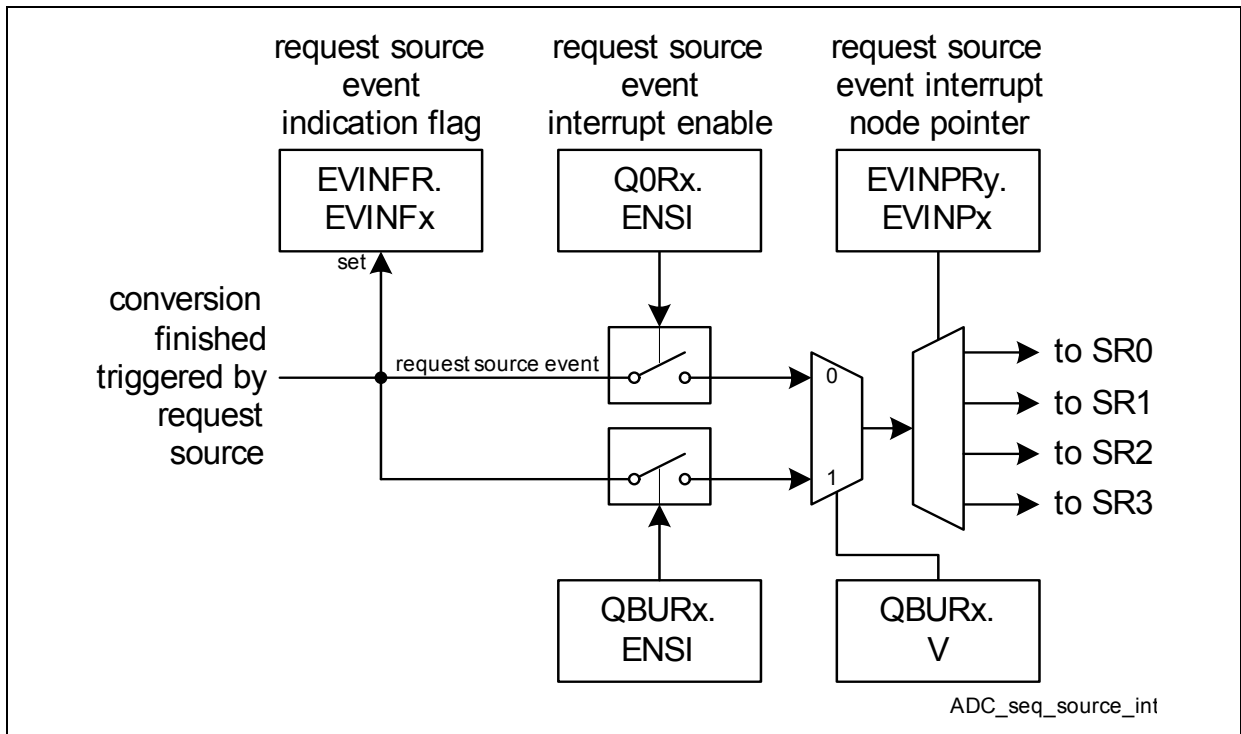 request source
event
indication flag
request source
event
interrupt enable
request source
event interrupt
node pointer
EVINFR.
EVINFx
Q0Rx.
ENSI
EVINPRy.
EVINPx
set
conversion
finished
triggered by
request
source
request source event
0
1
to SR0
to SR1
to SR2
to SR3
QBURx.
ENSI
QBURx.
V
ADC_seq_source_int